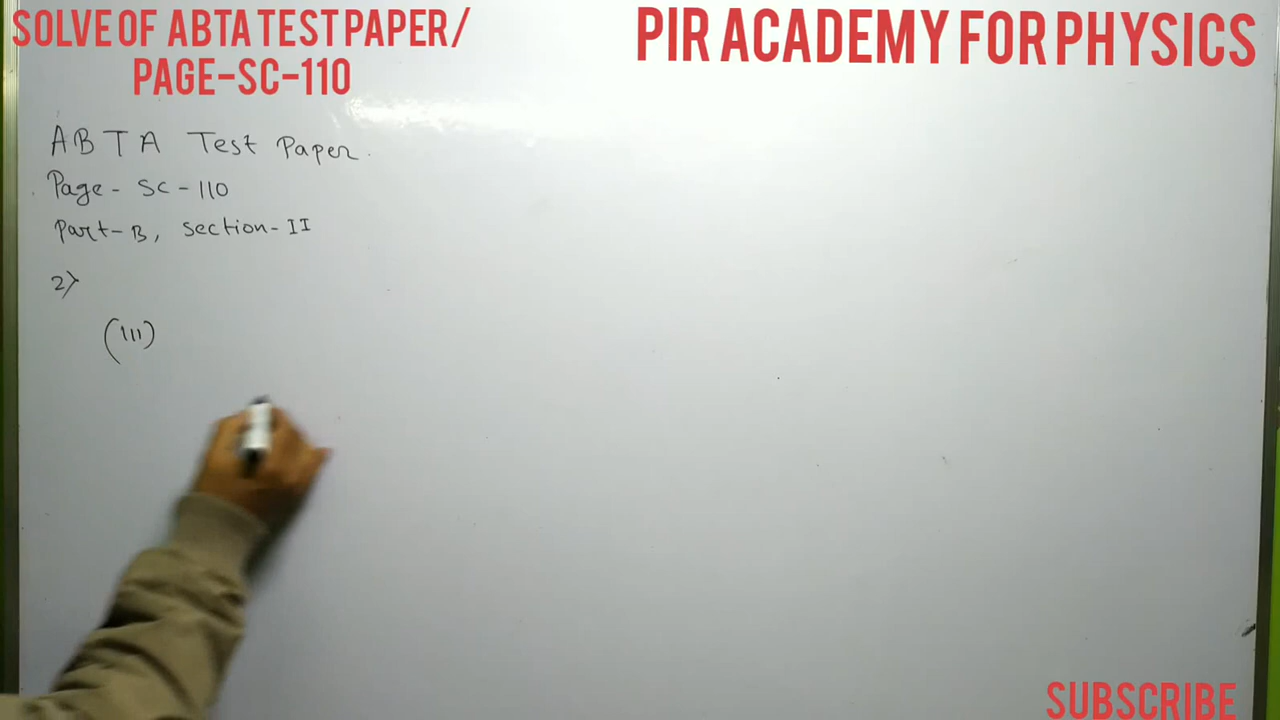 SOLVE OF ABTA TEST PAPER/
PAGE-SC-110
PIR ACADEMY FOR PHYSICS
A B T A Test Paper.
Page - SC - 110
Part-B, Section-II
2)
(III)
SUBSCRIBE